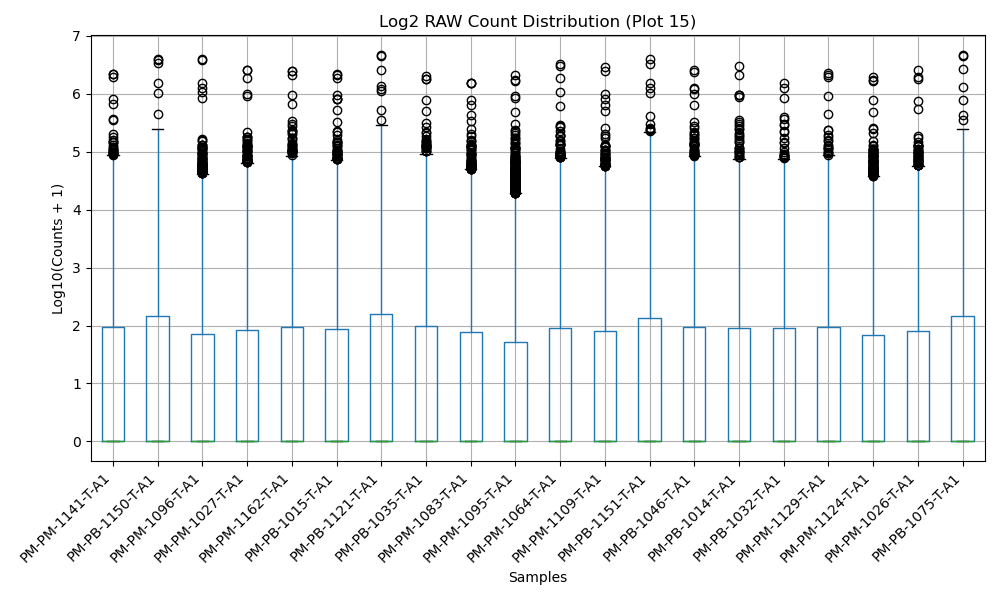 Log2 RAW Count Distribution (Plot 15)
Log10(Counts + 1)
7
6
5
4
3
2
1
0
PM-PM-1141-T-A1
PM-PB-1150-T-A1
PM-PM-1096-T-A1
PM-PM-1027-T-A1
PM-PM-1162-T-A1
PM-PB-1015-T-A1
PM-PB-1121-T-A1
PM-PB-1035-T-A1
PM-PM-1083-T-A1
PM-PM-1095-T-A1
PM-PM-1064-T-A1
PM-PM-1109-T-A1
PM-PB-1151-T-A1
PM-PB-1046-T-A1
PM-PB-1014-T-A1
PM-PB-1032-T-A1
PM-PM-1129-T-A1
PM-PM-1124-T-A1
PM-PM-1026-T-A1
PM-PB-1075-T-A1
Samples